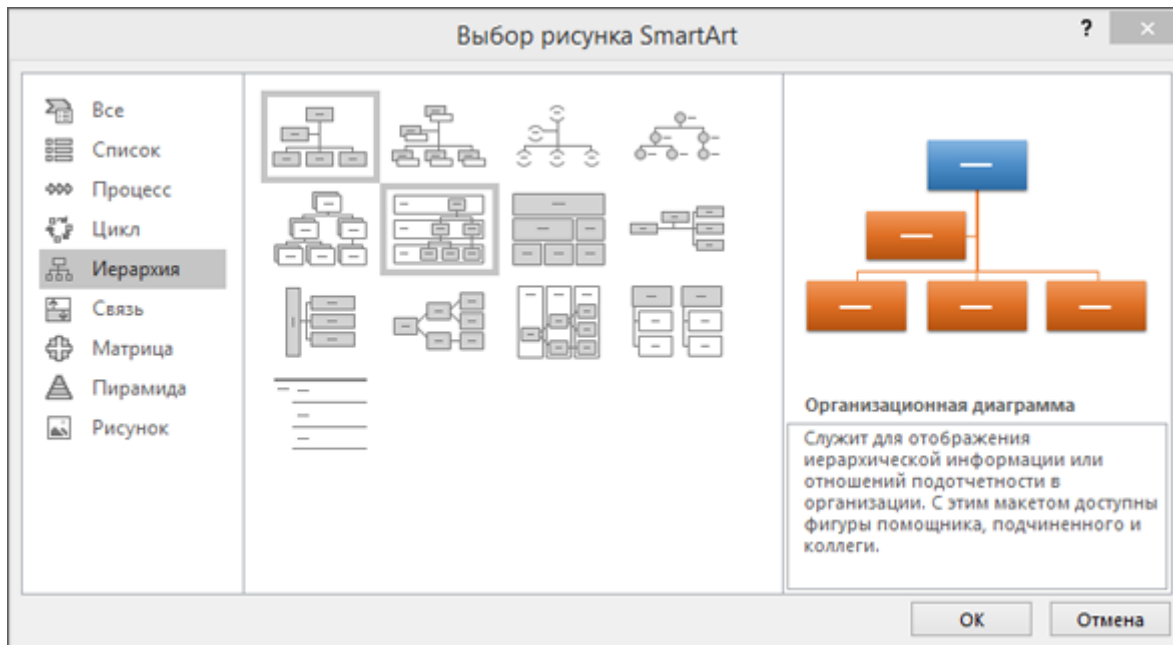 Выбор рисунка SmartArt
?
Все
Список
Процесс
Цикл
Иерархия
Связь
Матрица
Пирамида
Рисунок
Организационная диаграмма
Служит для отображения
иерархической информации или
отношений подотчетности в
организации. С этим макетом доступны
фигуры помощника, подчиненного и
коллеги.
ОК
Отмена